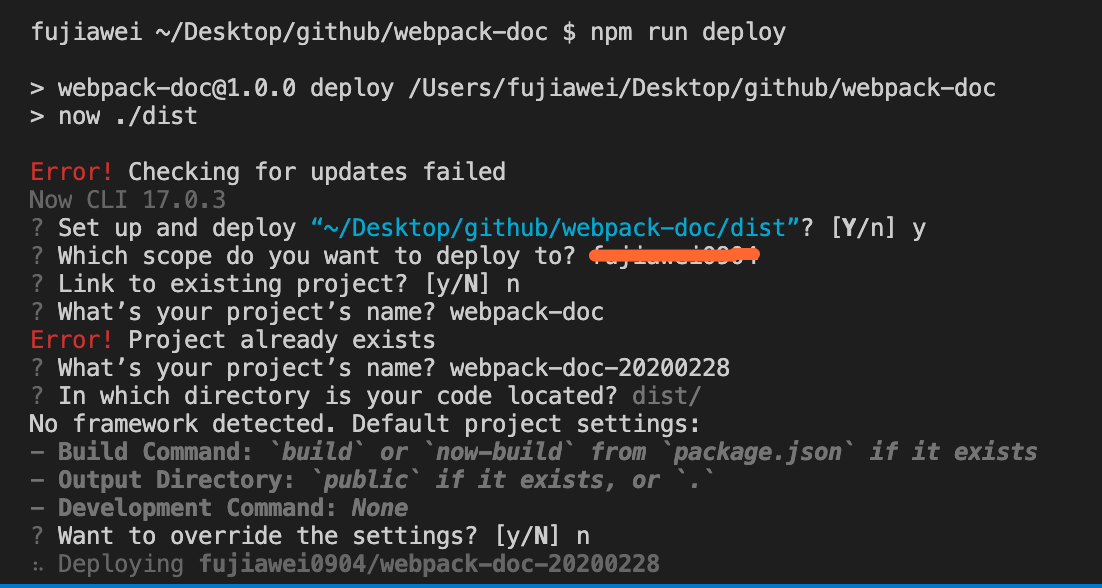 fujiawei ~/Desktop/github/webpack-doc $ npm run deploy
> webpack-doc@1.0.0 deploy /Users/fujiawei/Desktop/github/webpack-doc
> now ./dist
Error! Checking for updates failed
Now CLI 17.0.3
? Set up and deploy “~/Desktop/github/webpack-doc/dist”? [Y/n] y
? Which scope do you want to deploy to?
? Link to existing project? [y/N] n
? What’s your project’s name? webpack-doc
Error! Project already exists
? What’s your project’s name? webpack-doc-20200228
? In which directory is your code located? dist/
No framework detected. Default project settings:
- Build Command: `build` or `now-build` from `package.json` if it exists
- Output Directory: `public` if it exists, or `.`
- Development Command: None
? Want to override the settings? [y/N] n
⠦ Deploying fujiawei0904/webpack-doc-20200228